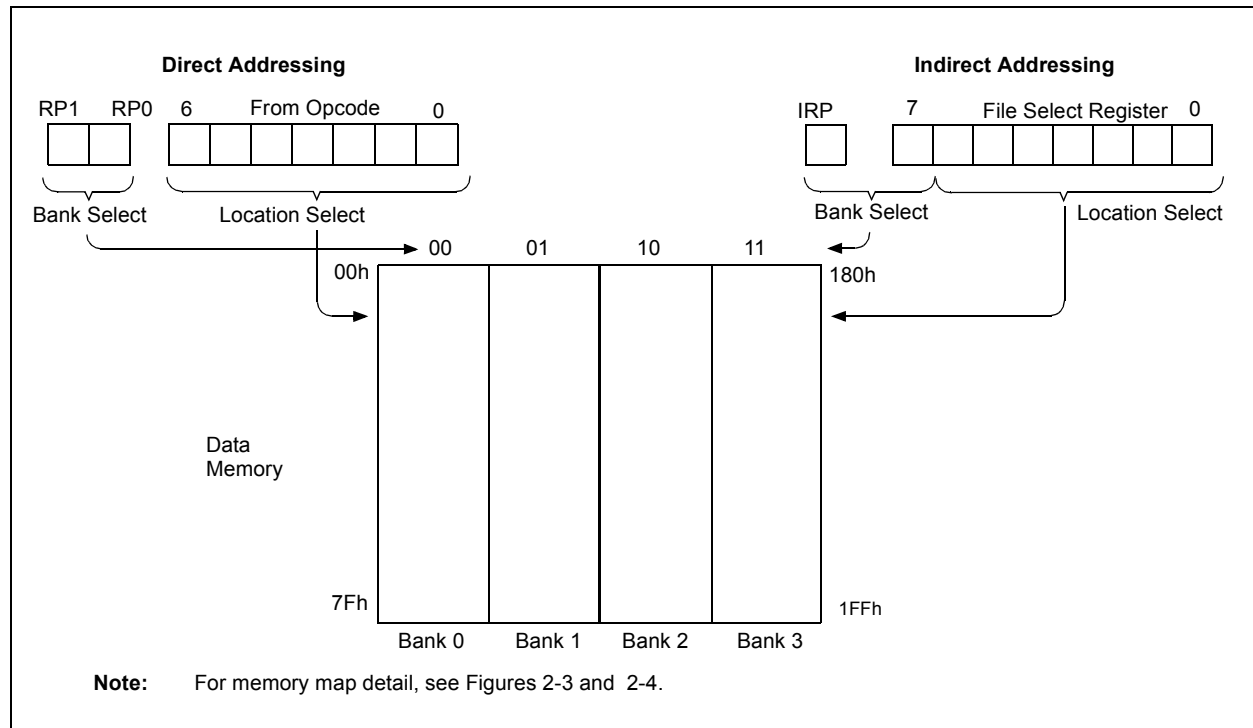 Direct Addressing
Indirect Addressing
RP1 RP0 6 From Opcode 0
IRP 7 File Select Register 0
Bank Select Location Select
Bank Select Location Select
00 01 10 11
00h 180h
Data
Memory
7Fh 1FFh
Bank 0 Bank 1 Bank 2 Bank 3
Note: For memory map detail, see Figures 2-3 and 2-4.